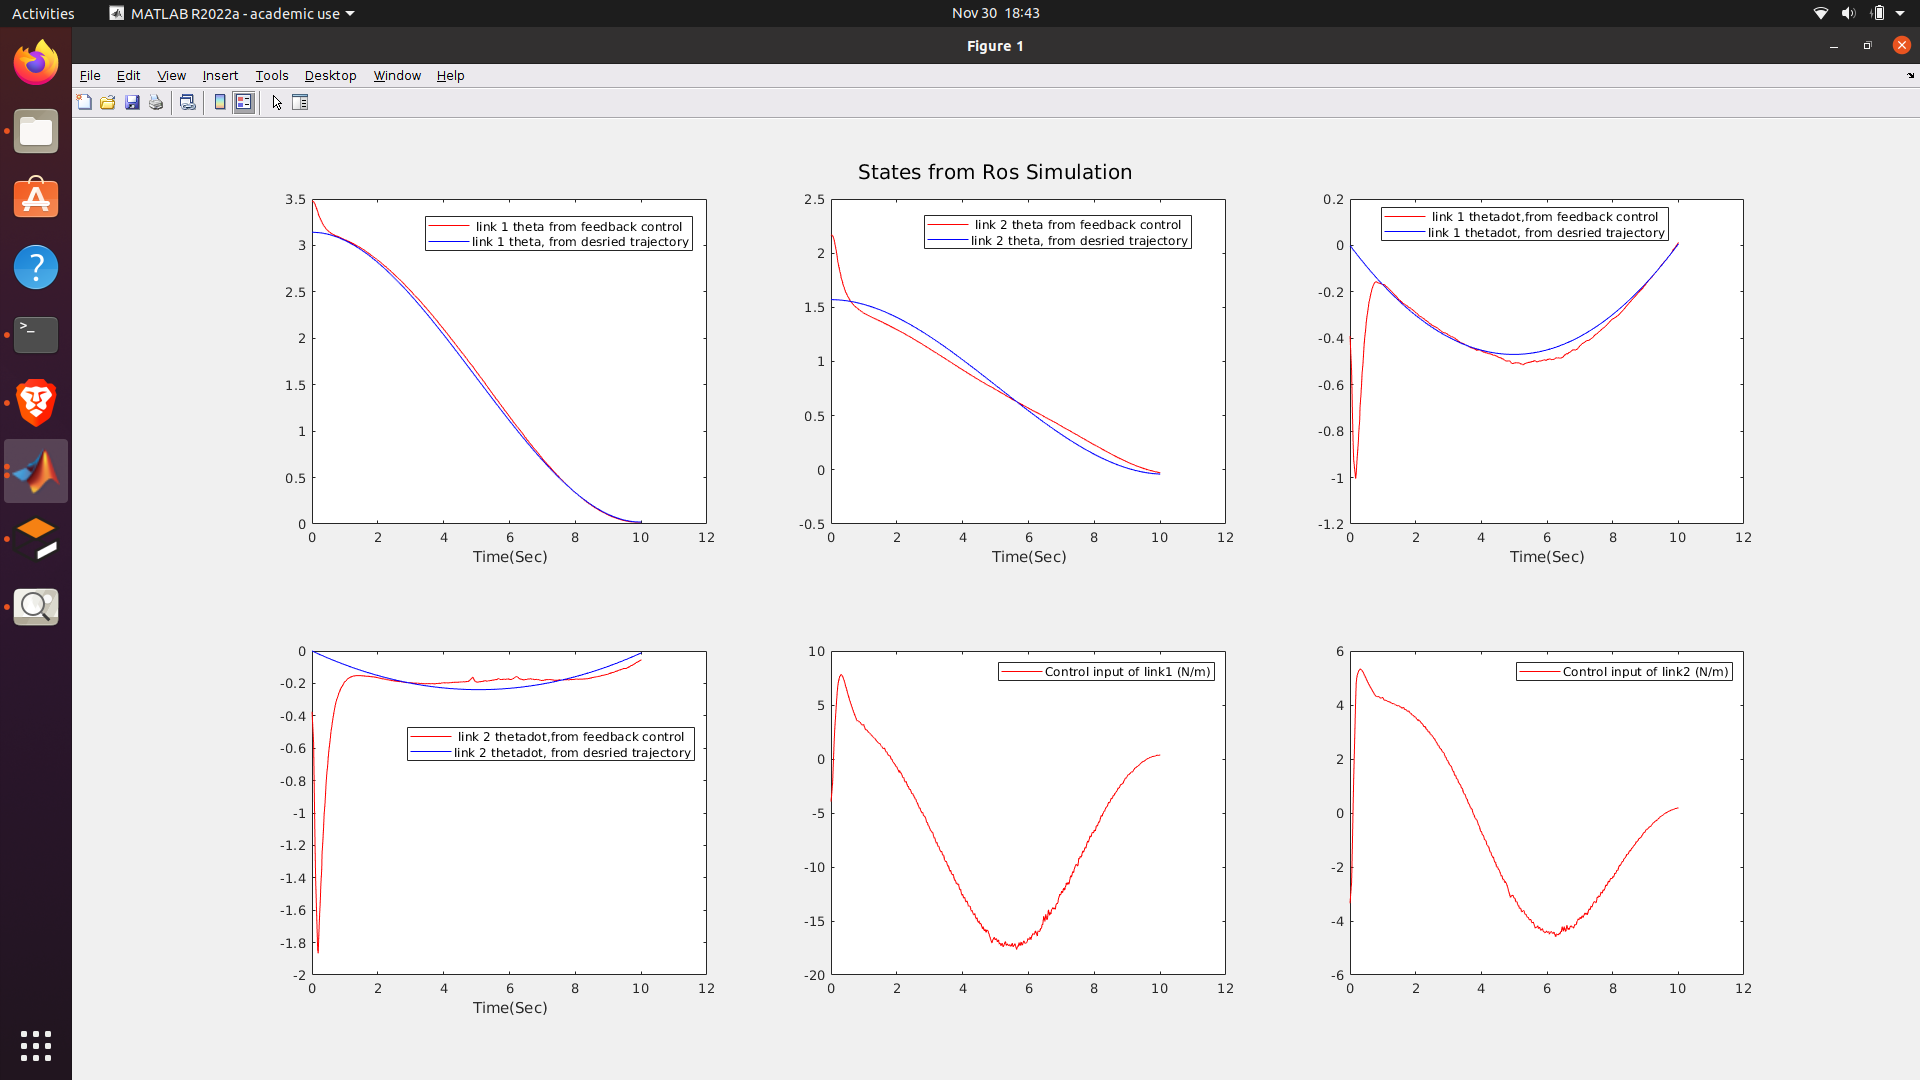 Activities
MATLAB R2022a - academic use
Nov 30 18:43
Figure 1
File Edit View Insert Tools Desktop Window Help
States from Ros Simulation
3.5
3
2.5
2
1.5
1
0.5
0
0 2 4 6 8 10 12
Time(Sec)
link 1 theta from feedback control
link 1 theta, from desried trajectory
2.5
2
1.5
1
0.5
0
-0.5
0 2 4 6 8 10 12
Time(Sec)
link 2 theta from feedback control
link 2 theta, from desried trajectory
0.2
0
-0.2
-0.4
-0.6
-0.8
-1
-1.2
0 2 4 6 8 10 12
Time(Sec)
link 1 thetadot,from feedback control
link 1 thetadot, from desried trajectory
0
-0.2
-0.4
-0.6
-0.8
-1
-1.2
-1.4
-1.6
-1.8
-2
0 2 4 6 8 10 12
Time(Sec)
link 2 thetadot,from feedback control
link 2 thetadot, from desried trajectory
10
5
0
-5
-10
-15
-20
0 2 4 6 8 10 12
Control input of link1 (N/m)
6
4
2
0
-2
-4
-6
0 2 4 6 8 10 12
Control input of link2 (N/m)